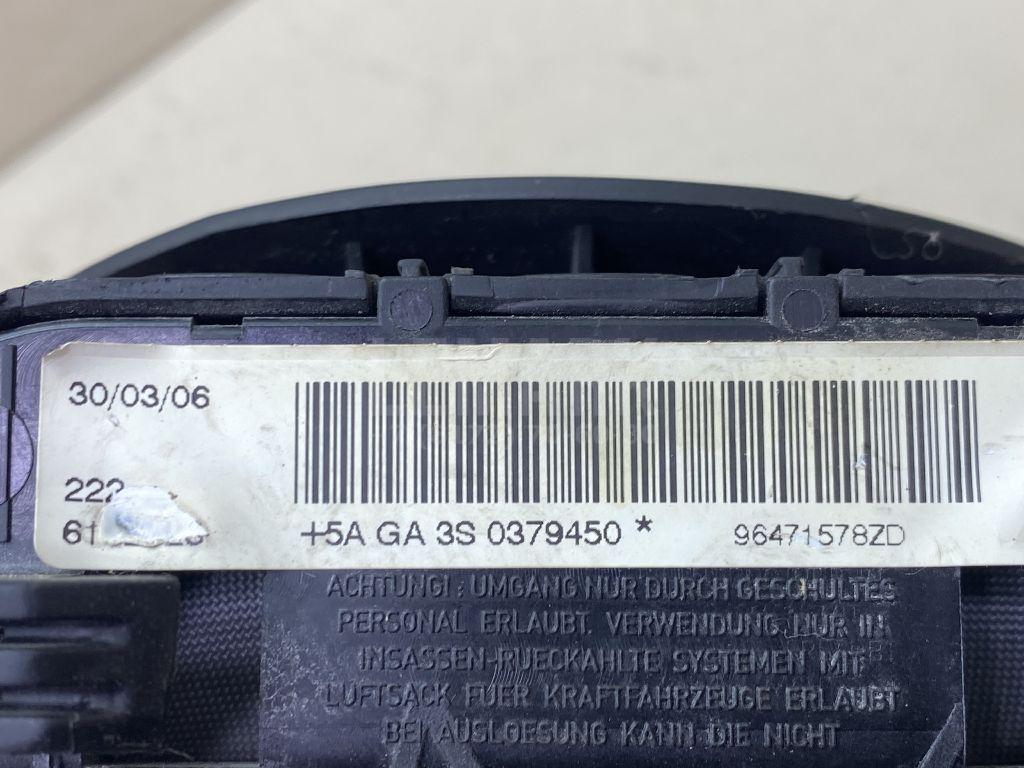 30/03/06
222
+5A GA 3S 0379450 *
96471578ZD
ACHTUNG! : UMGANG NUR DURCH GESCHULTES
PERSONAL ERLAUBT. VERWENDUNG NUR IN
INSASSEN-RUECKAHLTE SYSTEMEN MIT
LUFTSACK FUER KRAFTFAHRZEUGE ERLAUBT
BEI AUSLOESUNG KANN DIE NICHT